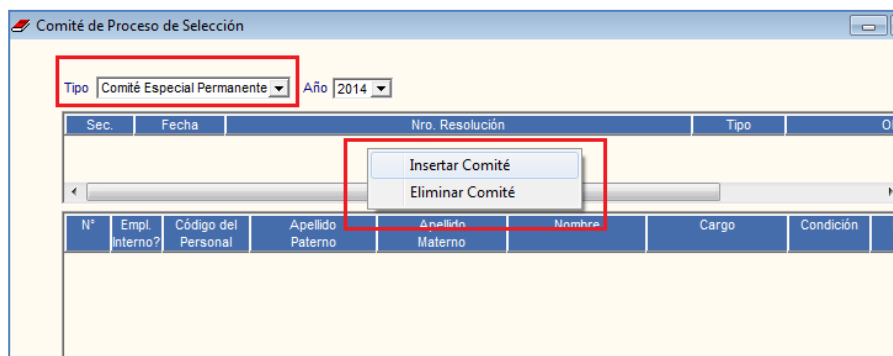 Comité de Proceso de Selección
Tipo Comité Especial Permanente Año 2014
Sec. Fecha Nro. Resolución Tipo
Insertar Comité
Eliminar Comité
N° Empl. Código del Apellido Apellido Nombre Cargo Condición
Interno? Personal Paterno Materno